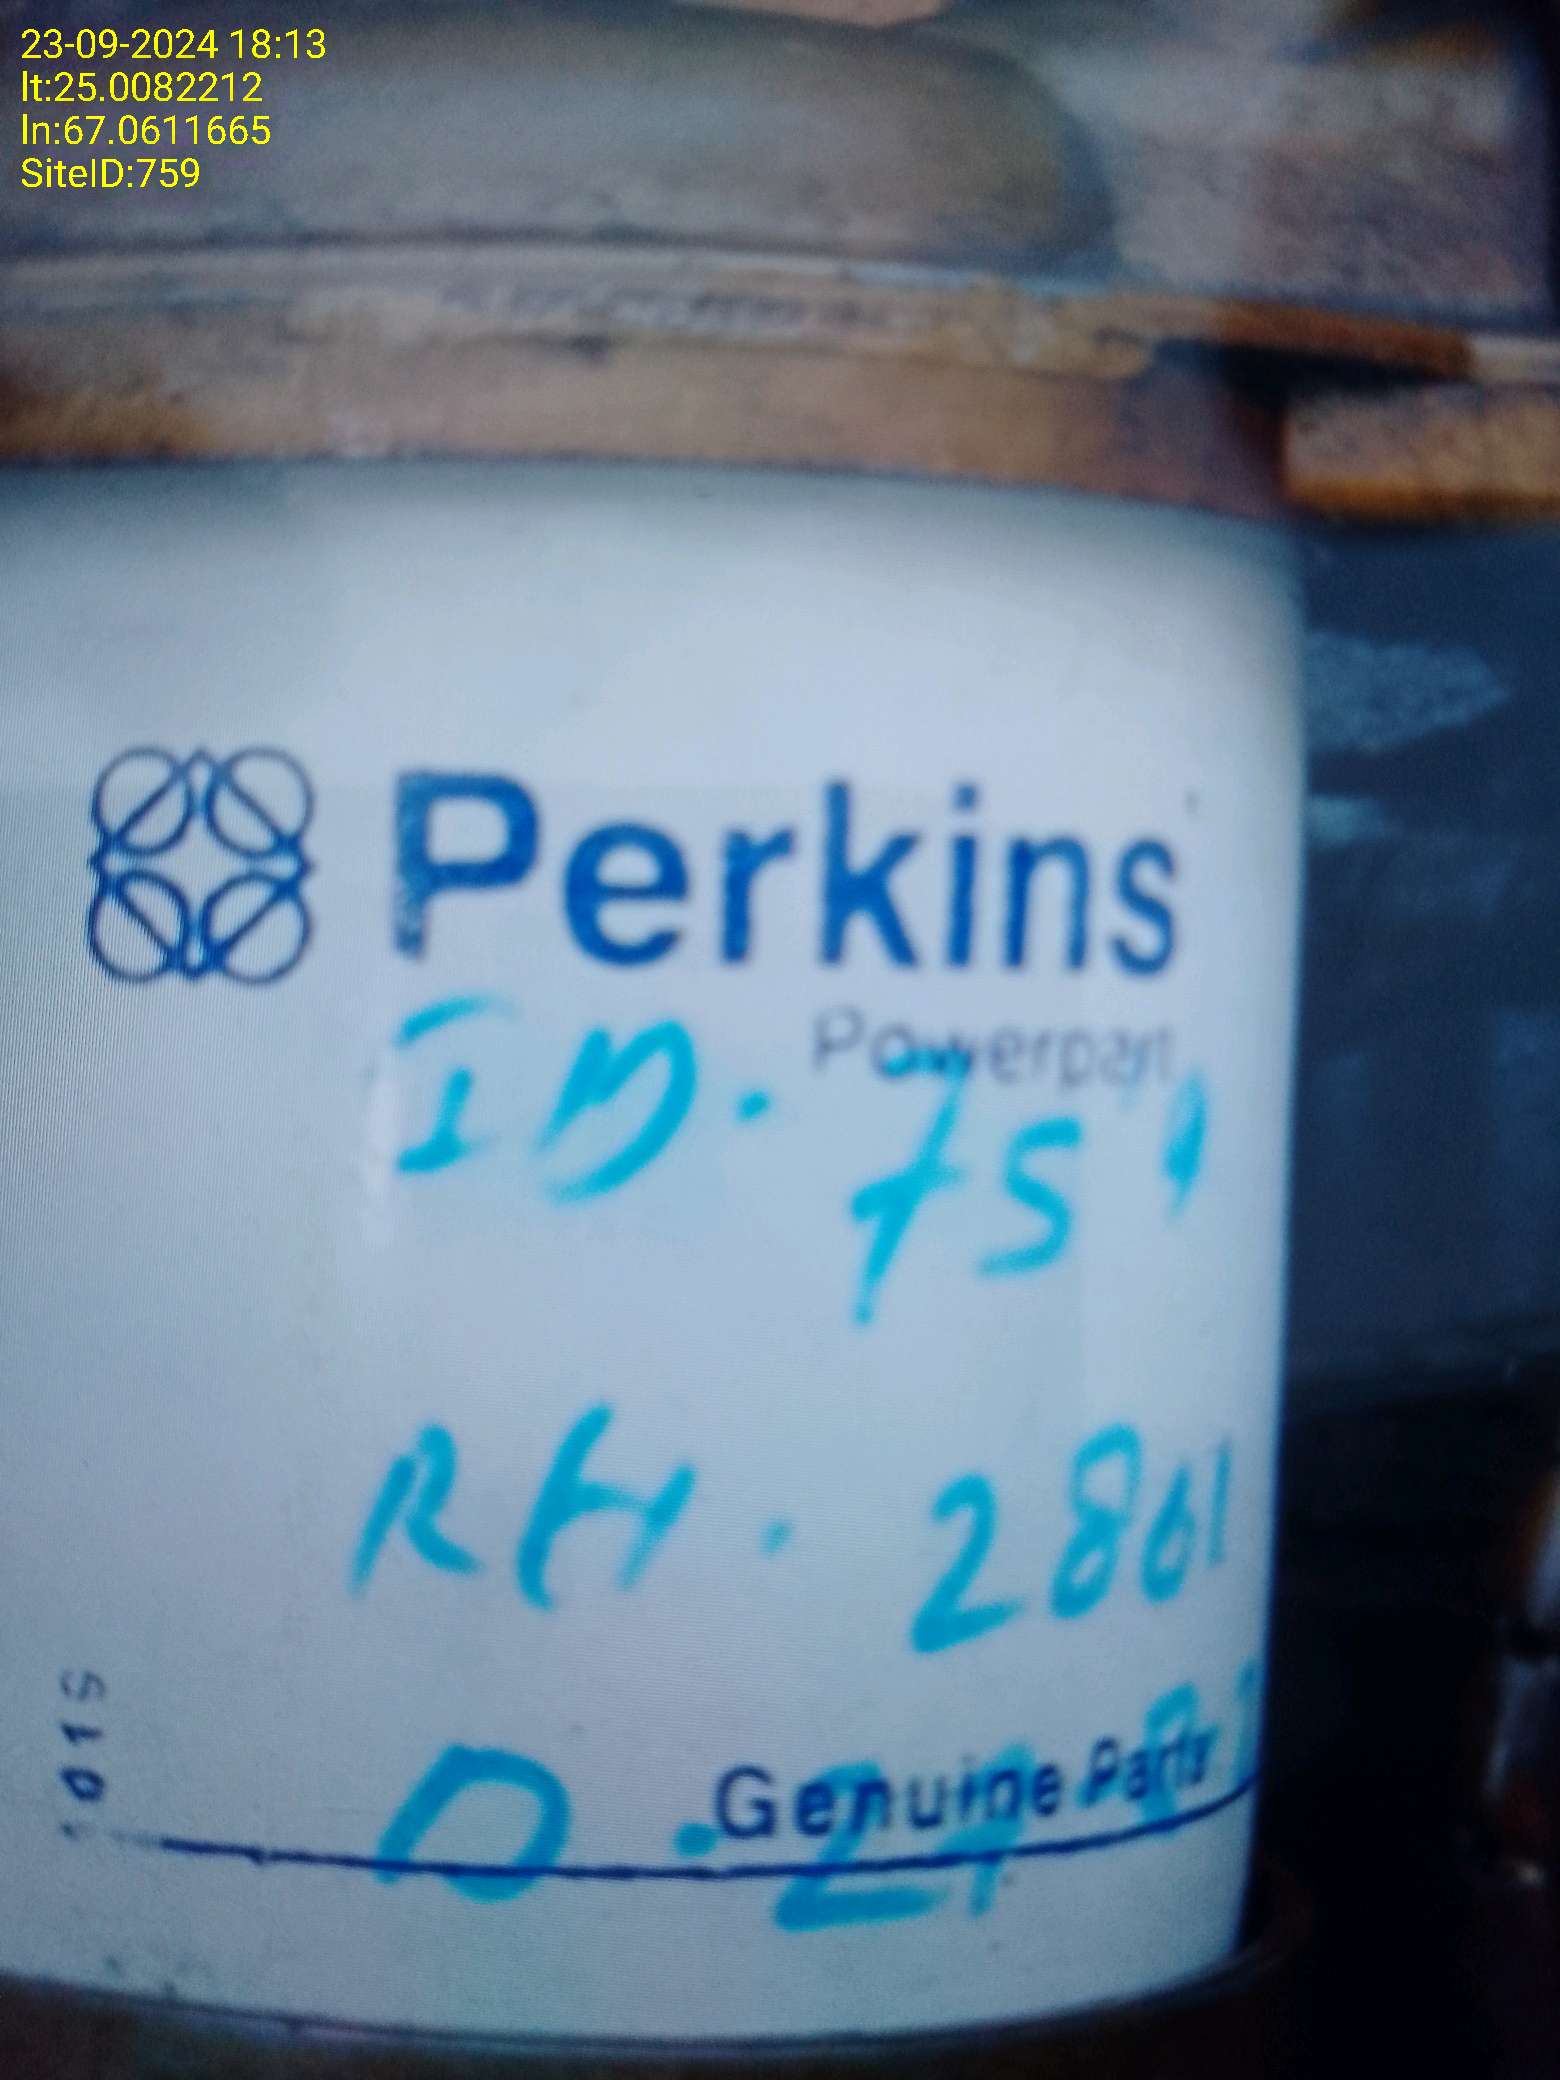 23-09-2024 18:13
lt:25.0082212
ln:67.0611665
SiteID:759
Perkins
Powerpart
ID. 75
RH. 2861
Genuine Parts
D.